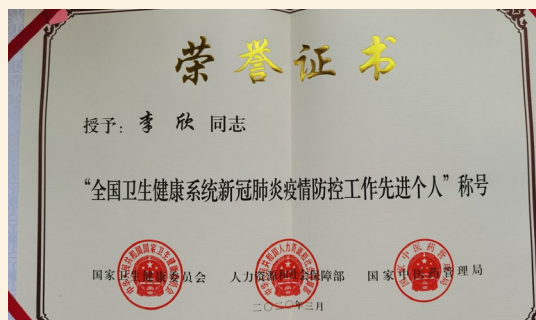 荣誉证书
授予：李欣 同志
“全国卫生健康系统新冠肺炎疫情防控工作先进个人”称号
国家卫生健康委员会 人力资源和社会保障部 国家中医药管理局
二〇二〇年三月